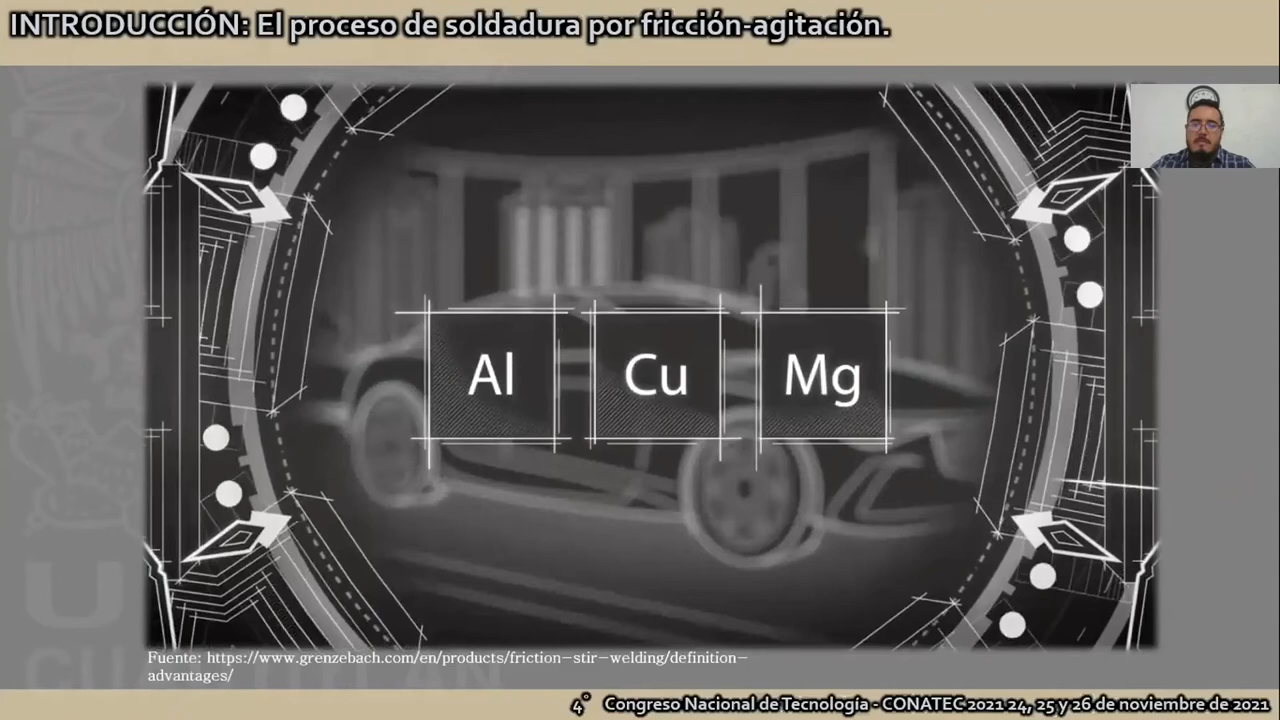 INTRODUCCIÓN: El proceso de soldadura por fricción-agitación.
Al Cu Mg
Fuente: https://www.grenzebach.com/en/products/friction-stir-welding/definition-
advantages/
4° Congreso Nacional de Tecnología - CONATEC 2021 24, 25 y 26 de noviembre de 2021